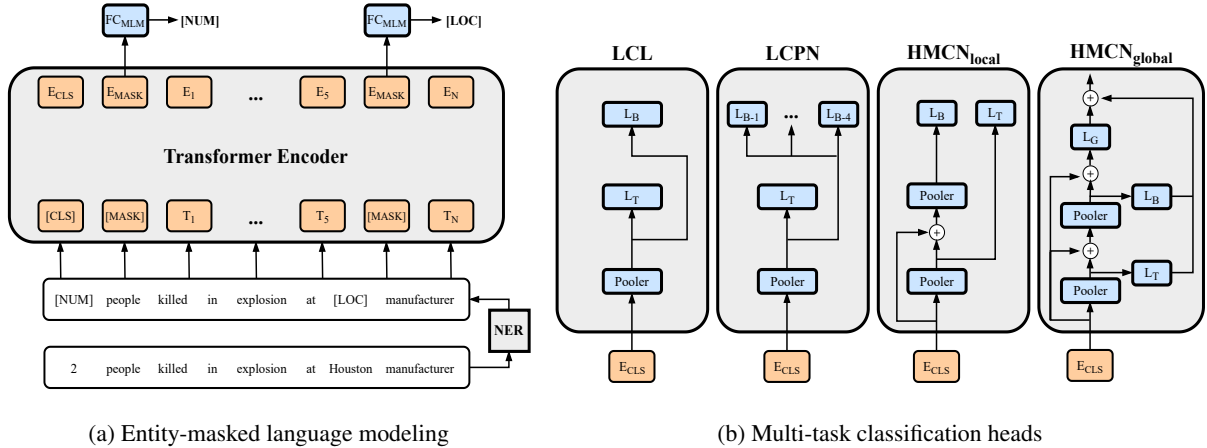 FC_MLM [NUM] FC_MLM [LOC]
E_CLS E_MASK E_1 ... E_5 E_MASK E_N
Transformer Encoder
[CLS] [MASK] T_1 ... T_5 [MASK] T_N
[NUM] people killed in explosion at [LOC] manufacturer
NER
2 people killed in explosion at Houston manufacturer
(a) Entity-masked language modeling
LCL
L_B
L_T
Pooler
E_CLS
LCPN
L_B-1 ... L_B-4
L_T
Pooler
E_CLS
HMCN_local
L_B L_T
Pooler
+
Pooler
E_CLS
HMCN_global
+
L_G
+
L_B
Pooler
+
L_T
Pooler
E_CLS
(b) Multi-task classification heads